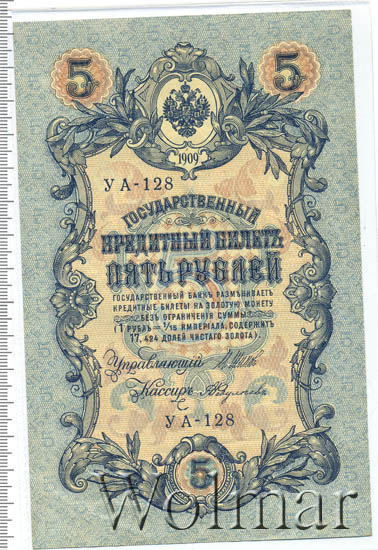 5 5
1909
УА-128
ГОСУДАРСТВЕННЫЙ
КРЕДИТНЫЙ БИЛЕТЪ
ПЯТЬ РУБЛЕЙ
ГОСУДАРСТВЕННЫЙ БАНКЪ РАЗМѢНИВАЕТЪ
КРЕДИТНЫЕ БИЛЕТЫ НА ЗОЛОТУЮ МОНЕТУ
БЕЗЪ ОГРАНИЧЕНІЯ СУММЫ
(1 РУБЛЬ = 1/15 ИМПЕРІАЛА, СОДЕРЖИТЪ
17,424 ДОЛЕЙ ЧИСТАГО ЗОЛОТА).
Управляющій
Кассиръ
УА-128
5
Wolmar